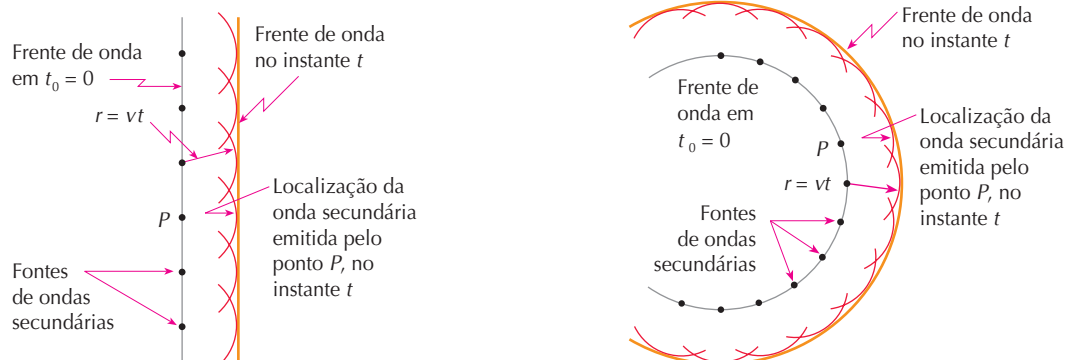 Frente de onda
em t₀ = 0
r = vt
P
Fontes
de ondas
secundárias
Frente de onda
no instante t
Localização da
onda secundária
emitida pelo
ponto P, no
instante t
Frente de
onda em
t₀ = 0
P
r = vt
Fontes
de ondas
secundárias
Frente de onda
no instante t
Localização da
onda secundária
emitida pelo
ponto P, no
instante t